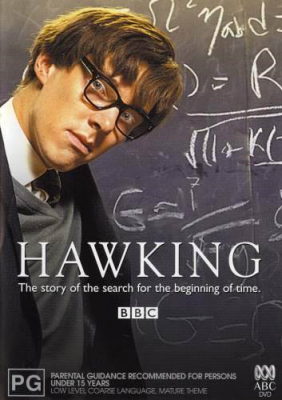 HAWKING
The story of the search for the beginning of time.
BBC
PG
PARENTAL GUIDANCE RECOMMENDED FOR PERSONS
UNDER 15 YEARS
LOW LEVEL COARSE LANGUAGE, MATURE THEME
ABC
DVD